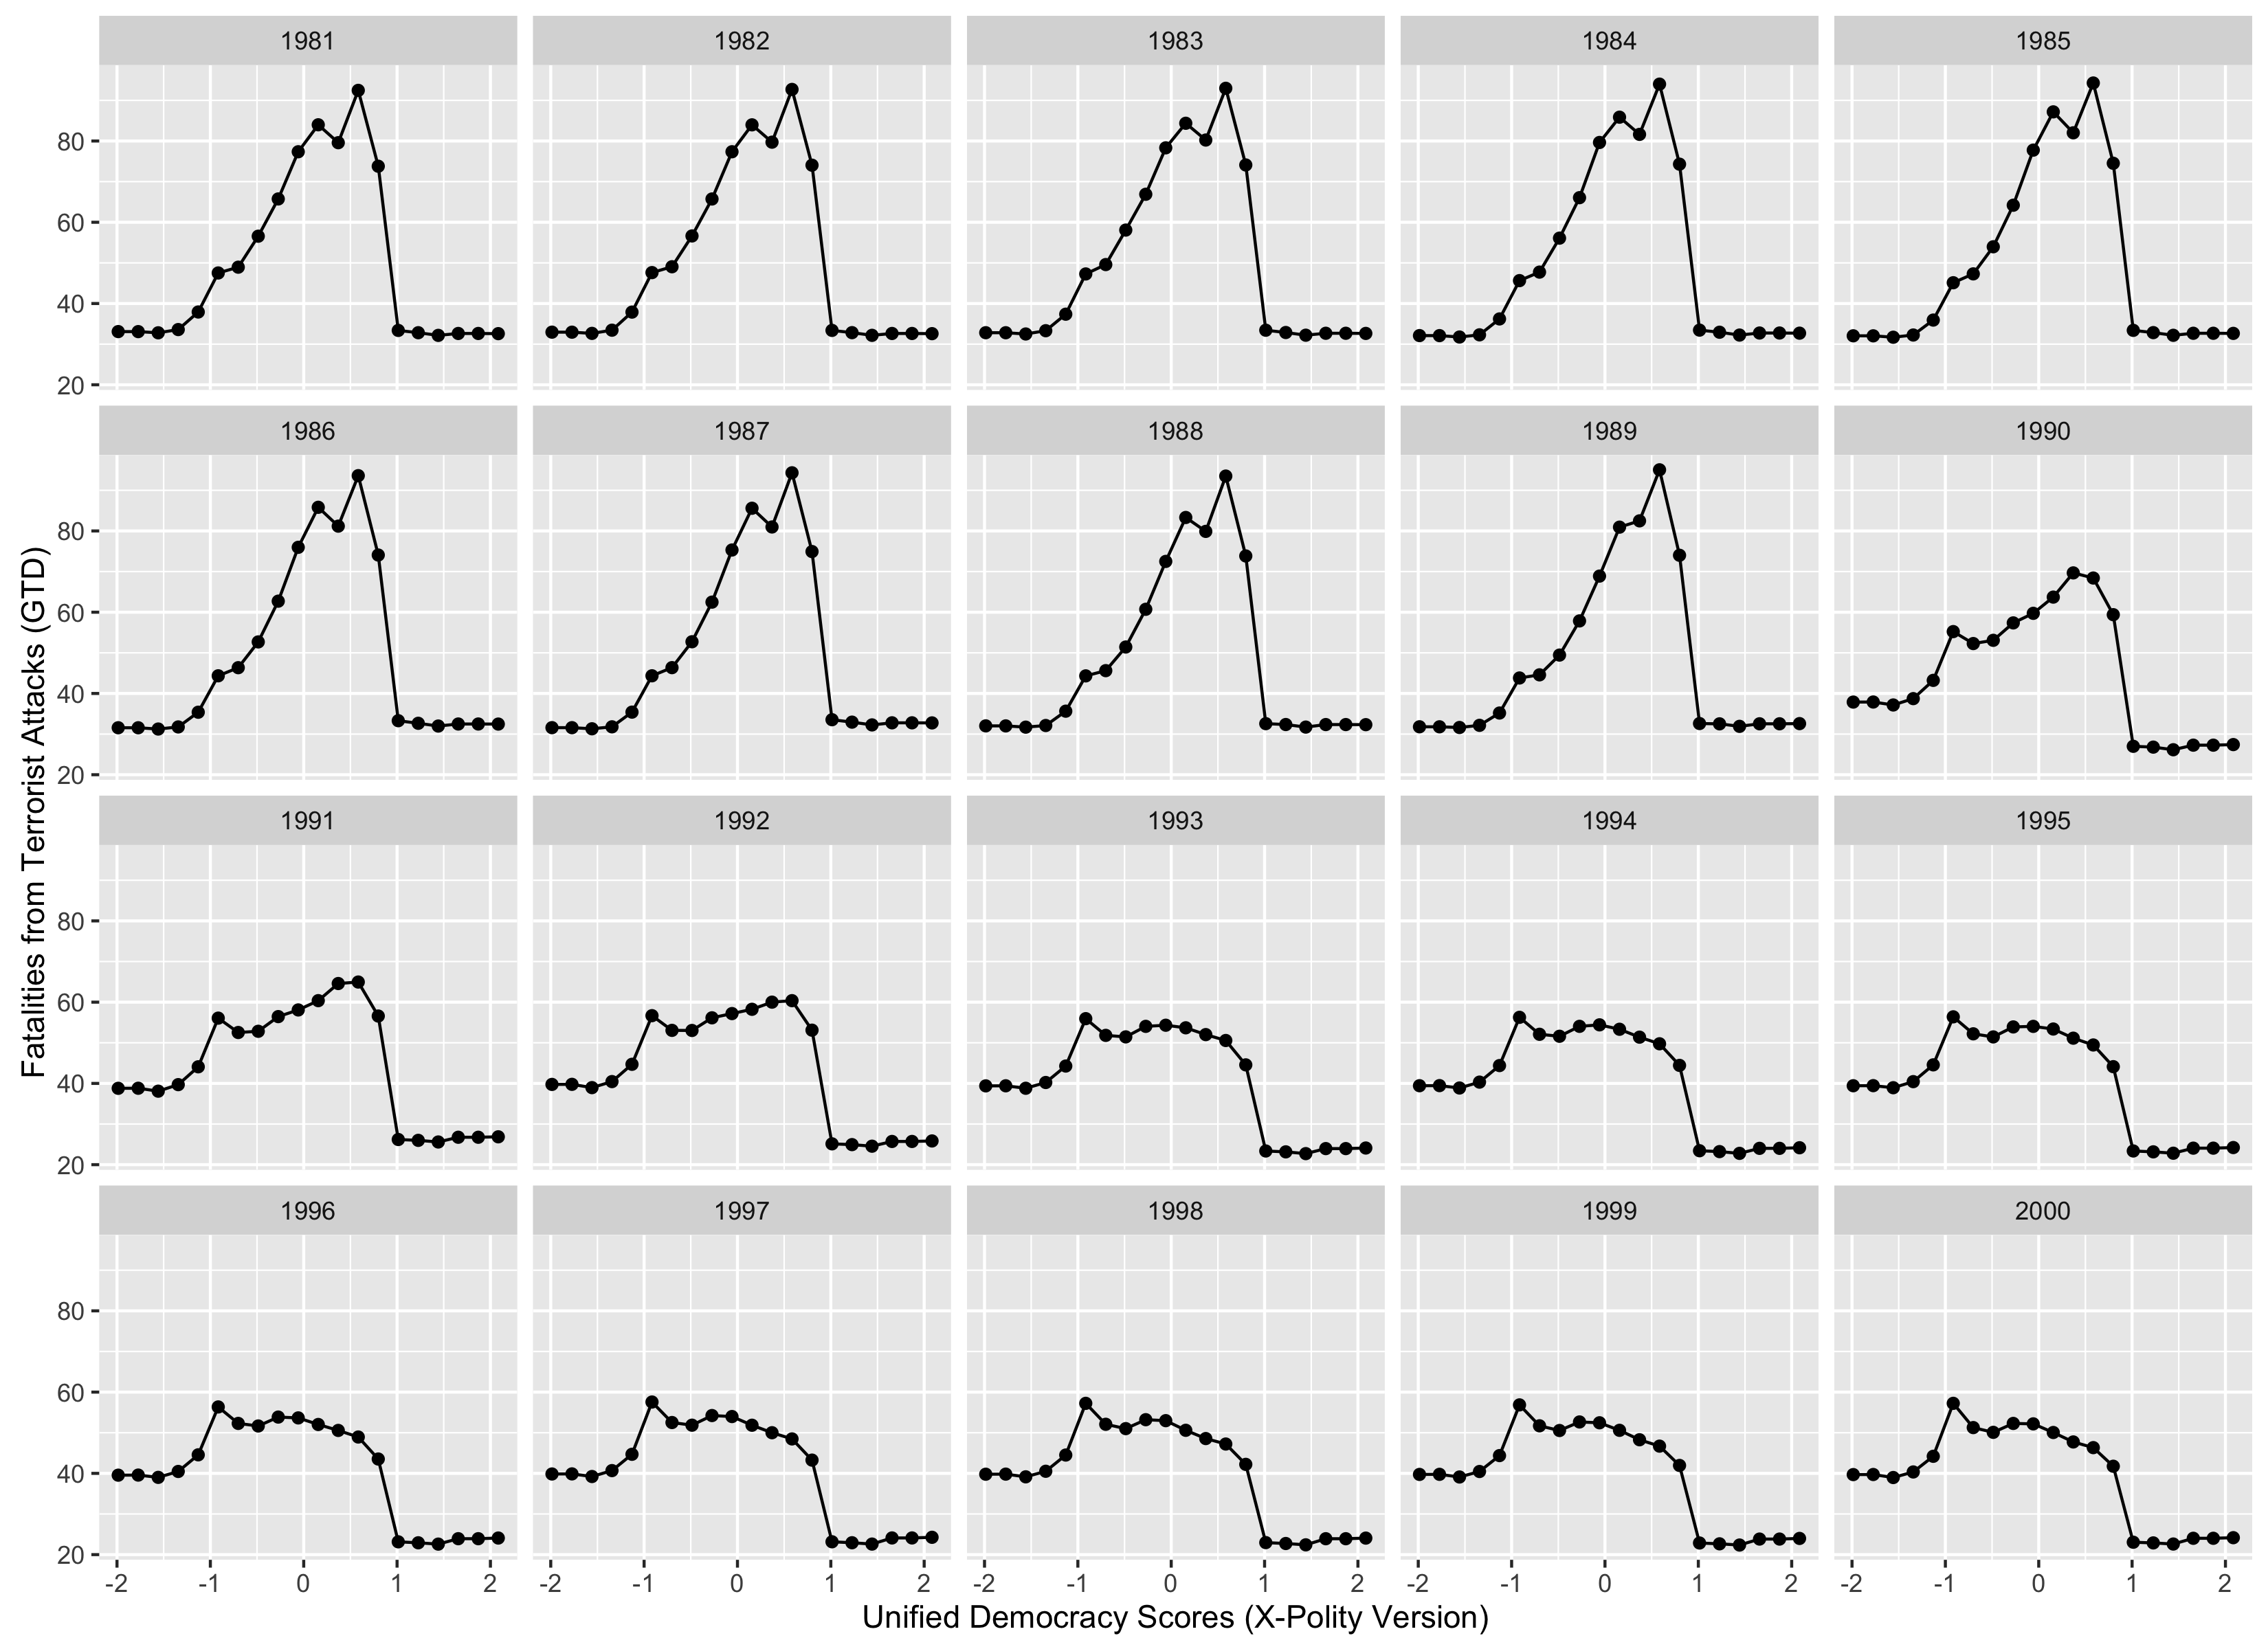 1981 1982 1983 1984 1985
80
60
40
20
1986 1987 1988 1989 1990
80
60
40
20
1991 1992 1993 1994 1995
80
60
40
20
1996 1997 1998 1999 2000
80
60
40
20
-2 -1 0 1 2 -2 -1 0 1 2 -2 -1 0 1 2 -2 -1 0 1 2 -2 -1 0 1 2
Unified Democracy Scores (X-Polity Version)
Fatalities from Terrorist Attacks (GTD)